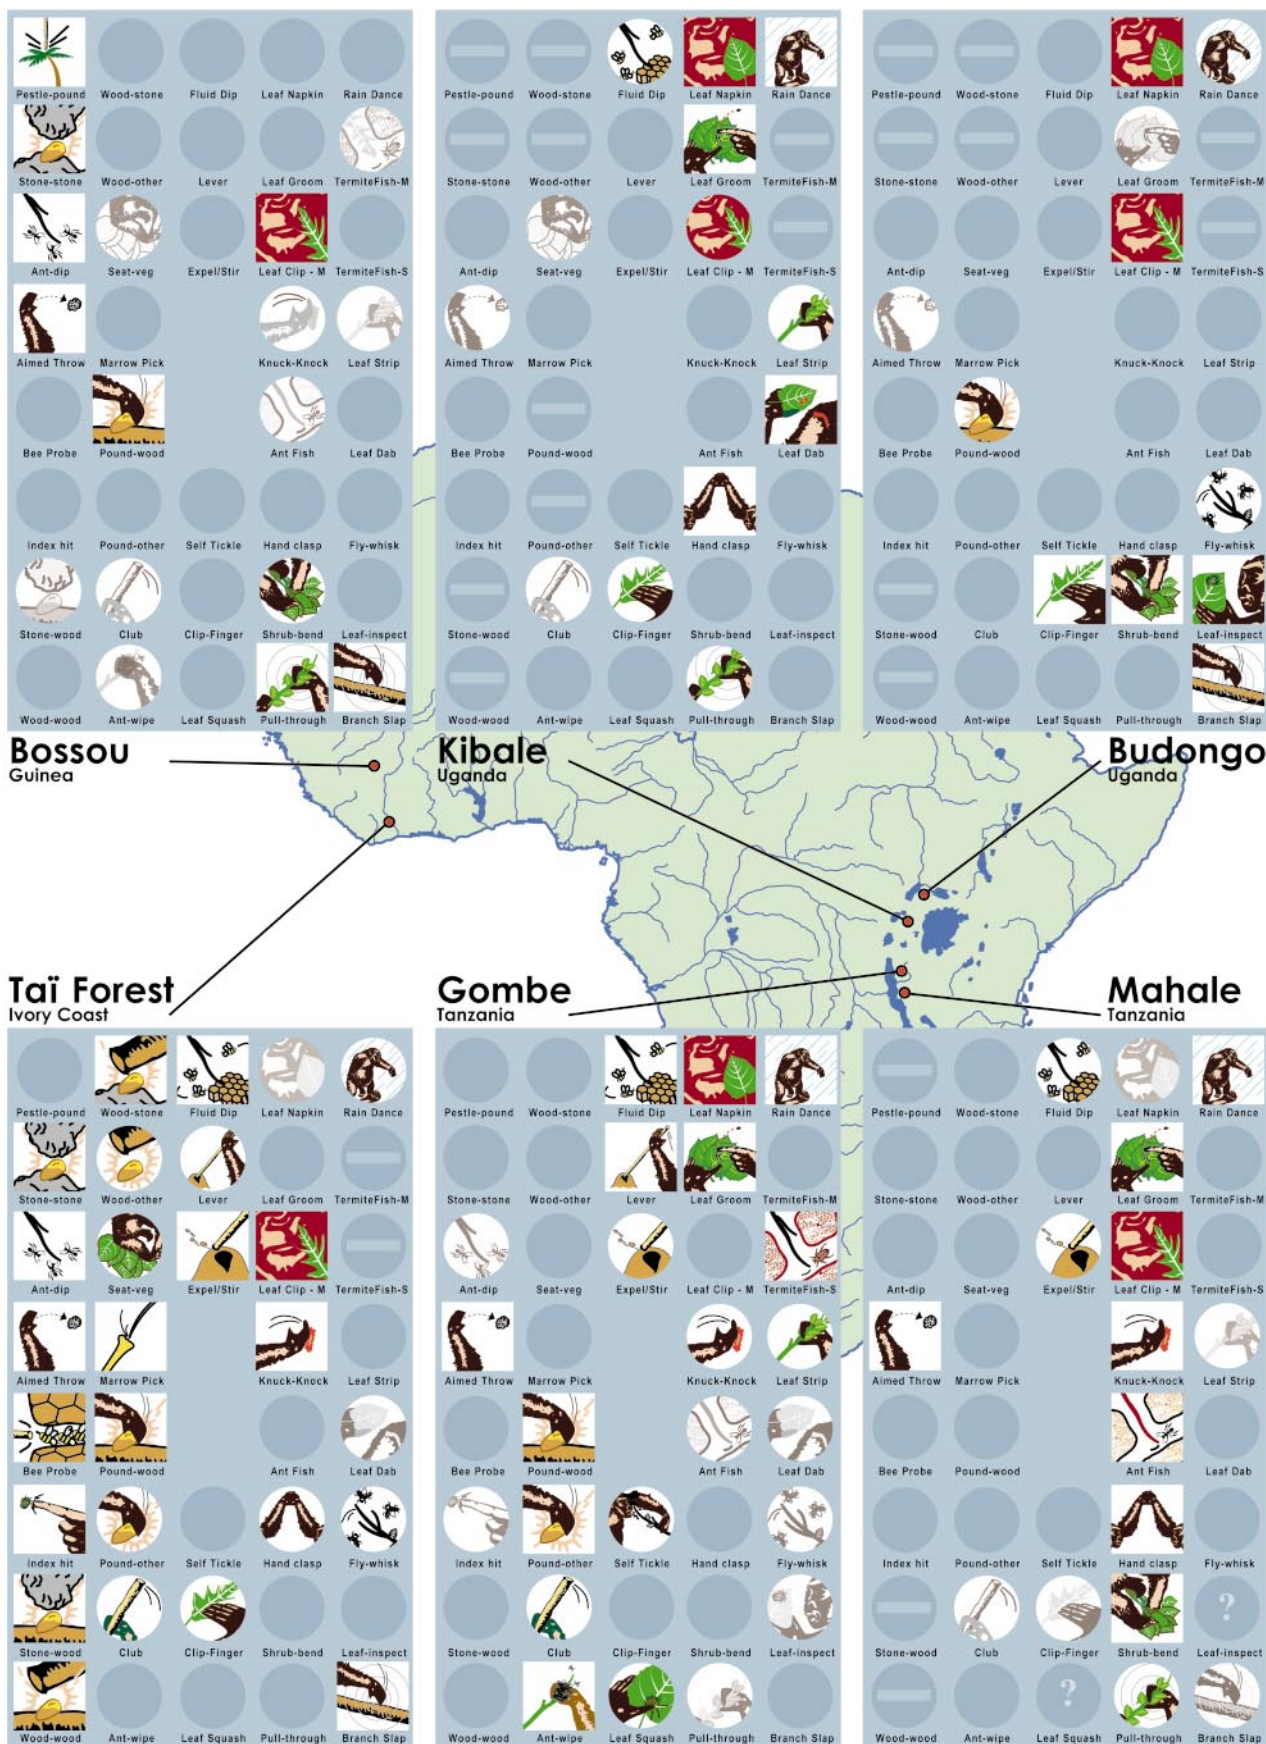 Pestle-pound Wood-stone Fluid Dip Leaf Napkin Rain Dance
Stone-stone Wood-other Lever Leaf Groom TermiteFish-M
Ant-dip Seat-veg Expel/Stir Leaf Clip - M TermiteFish-S
Aimed Throw Marrow Pick Knuck-Knock Leaf Strip
Bee Probe Pound-wood Ant Fish Leaf Dab
Index hit Pound-other Self Tickle Hand clasp Fly-whisk
Stone-wood Club Clip-Finger Shrub-bend Leaf-inspect
Wood-wood Ant-wipe Leaf Squash Pull-through Branch Slap
Bossou
Guinea
Pestle-pound Wood-stone Fluid Dip Leaf Napkin Rain Dance
Stone-stone Wood-other Lever Leaf Groom TermiteFish-M
Ant-dip Seat-veg Expel/Stir Leaf Clip - M TermiteFish-S
Aimed Throw Marrow Pick Knuck-Knock Leaf Strip
Bee Probe Pound-wood Ant Fish Leaf Dab
Index hit Pound-other Self Tickle Hand clasp Fly-whisk
Stone-wood Club Clip-Finger Shrub-bend Leaf-inspect
Wood-wood Ant-wipe Leaf Squash Pull-through Branch Slap
Kibale
Uganda
Pestle-pound Wood-stone Fluid Dip Leaf Napkin Rain Dance
Stone-stone Wood-other Lever Leaf Groom TermiteFish-M
Ant-dip Seat-veg Expel/Stir Leaf Clip - M TermiteFish-S
Aimed Throw Marrow Pick Knuck-Knock Leaf Strip
Bee Probe Pound-wood Ant Fish Leaf Dab
Index hit Pound-other Self Tickle Hand clasp Fly-whisk
Stone-wood Club Clip-Finger Shrub-bend Leaf-inspect
Wood-wood Ant-wipe Leaf Squash Pull-through Branch Slap
Budongo
Uganda
Taï Forest
Ivory Coast
Pestle-pound Wood-stone Fluid Dip Leaf Napkin Rain Dance
Stone-stone Wood-other Lever Leaf Groom TermiteFish-M
Ant-dip Seat-veg Expel/Stir Leaf Clip - M TermiteFish-S
Aimed Throw Marrow Pick Knuck-Knock Leaf Strip
Bee Probe Pound-wood Ant Fish Leaf Dab
Index hit Pound-other Self Tickle Hand clasp Fly-whisk
Stone-wood Club Clip-Finger Shrub-bend Leaf-inspect
Wood-wood Ant-wipe Leaf Squash Pull-through Branch Slap
Gombe
Tanzania
Pestle-pound Wood-stone Fluid Dip Leaf Napkin Rain Dance
Stone-stone Wood-other Lever Leaf Groom TermiteFish-M
Ant-dip Seat-veg Expel/Stir Leaf Clip - M TermiteFish-S
Aimed Throw Marrow Pick Knuck-Knock Leaf Strip
Bee Probe Pound-wood Ant Fish Leaf Dab
Index hit Pound-other Self Tickle Hand clasp Fly-whisk
Stone-wood Club Clip-Finger Shrub-bend Leaf-inspect
Wood-wood Ant-wipe Leaf Squash Pull-through Branch Slap
Mahale
Tanzania
Pestle-pound Wood-stone Fluid Dip Leaf Napkin Rain Dance
Stone-stone Wood-other Lever Leaf Groom TermiteFish-M
Ant-dip Seat-veg Expel/Stir Leaf Clip - M TermiteFish-S
Aimed Throw Marrow Pick Knuck-Knock Leaf Strip
Bee Probe Pound-wood Ant Fish Leaf Dab
Index hit Pound-other Self Tickle Hand clasp Fly-whisk
?
Stone-wood Club Clip-Finger Shrub-bend Leaf-inspect
?
Wood-wood Ant-wipe Leaf Squash Pull-through Branch Slap